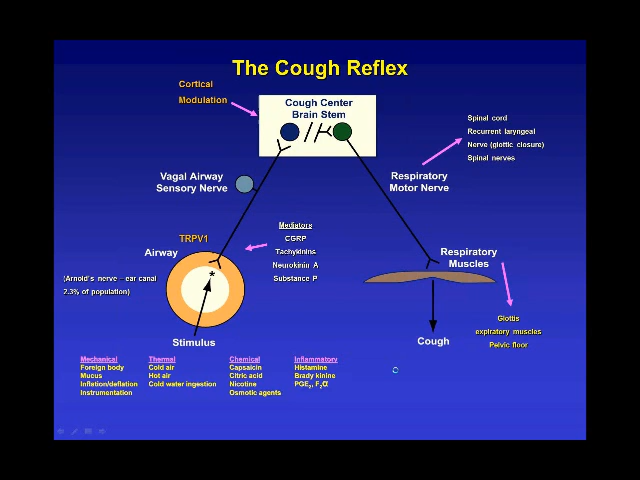 The Cough Reflex
Cortical
Modulation
Cough Center
Brain Stem
Spinal cord
Recurrent laryngeal
Nerve (glottic closure)
Spinal nerves
Vagal Airway
Sensory Nerve
Respiratory
Motor Nerve
Mediators
CGRP
Tachykinins
Neurokinin A
Substance P
TRPV1
Airway
*
(Arnold's nerve – ear canal
2.3% of population)
Respiratory
Muscles
Stimulus
Cough
Glottis
expiratory muscles
Pelvic floor
Mechanical
Foreign body
Mucus
Inflation/deflation
Instrumentation
Thermal
Cold air
Hot air
Cold water ingestion
Chemical
Capsaicin
Citric acid
Nicotine
Osmotic agents
Inflammatory
Histamine
Brady kinine
PGE₂, F₂α